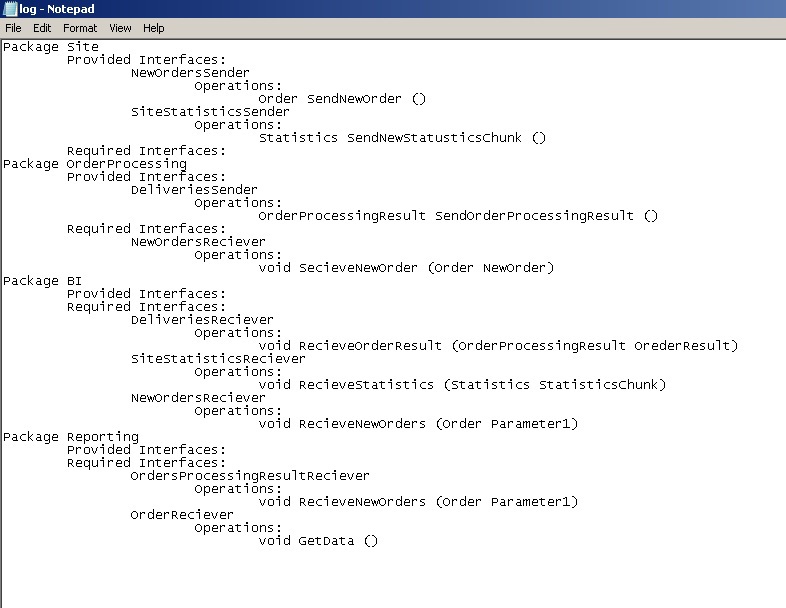 log - Notepad
File Edit Format View Help
Package Site
Provided Interfaces:
NewOrdersSender
Operations:
Order SendNewOrder ()
SiteStatisticsSender
Operations:
Statistics SendNewStatusticsChunk ()
Required Interfaces:
Package OrderProcessing
Provided Interfaces:
DeliveriesSender
Operations:
OrderProcessingResult SendOrderProcessingResult ()
Required Interfaces:
NewOrdersReciever
Operations:
void SecieveNewOrder (Order NewOrder)
Package BI
Provided Interfaces:
Required Interfaces:
DeliveriesReciever
Operations:
void RecieveOrderResult (OrderProcessingResult OrederResult)
SiteStatisticsReciever
Operations:
void RecieveStatistics (Statistics StatisticsChunk)
NewOrdersReciever
Operations:
void RecieveNewOrders (Order Parameter1)
Package Reporting
Provided Interfaces:
Required Interfaces:
OrdersProcessingResultReciever
Operations:
void RecieveNewOrders (Order Parameter1)
OrderReciever
Operations:
void GetData ()